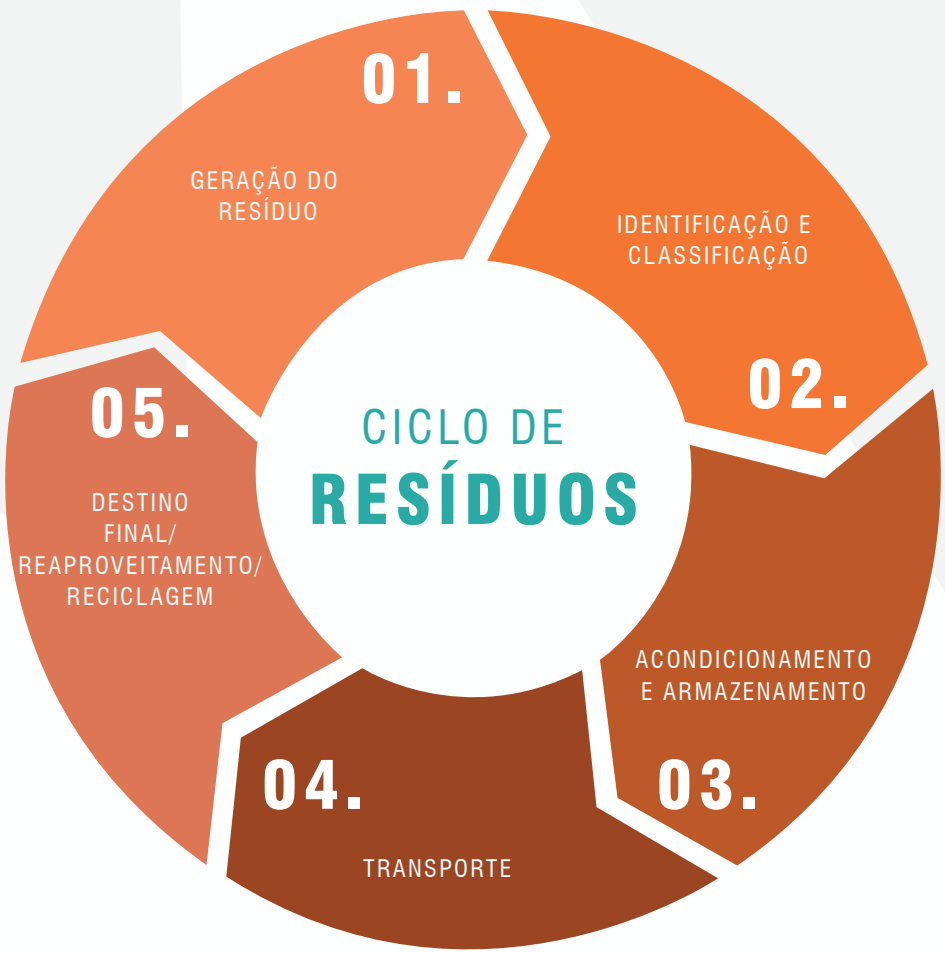 CICLO DE
RESÍDUOS
01.
GERAÇÃO DO
RESÍDUO
IDENTIFICAÇÃO E
CLASSIFICAÇÃO
02.
ACONDICIONAMENTO
E ARMAZENAMENTO
03.
04.
TRANSPORTE
05.
DESTINO
FINAL/
REAPROVEITAMENTO/
RECICLAGEM